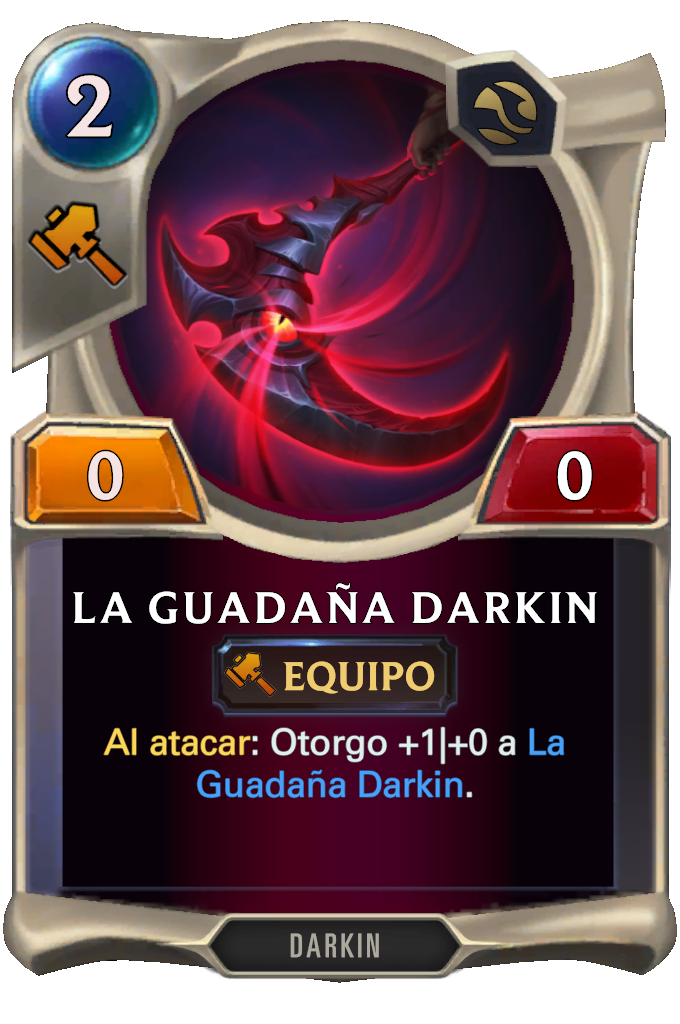 2
0
0
LA GUADAÑA DARKIN
EQUIPO
Al atacar: Otorgo +1|+0 a La
Guadaña Darkin.
DARKIN